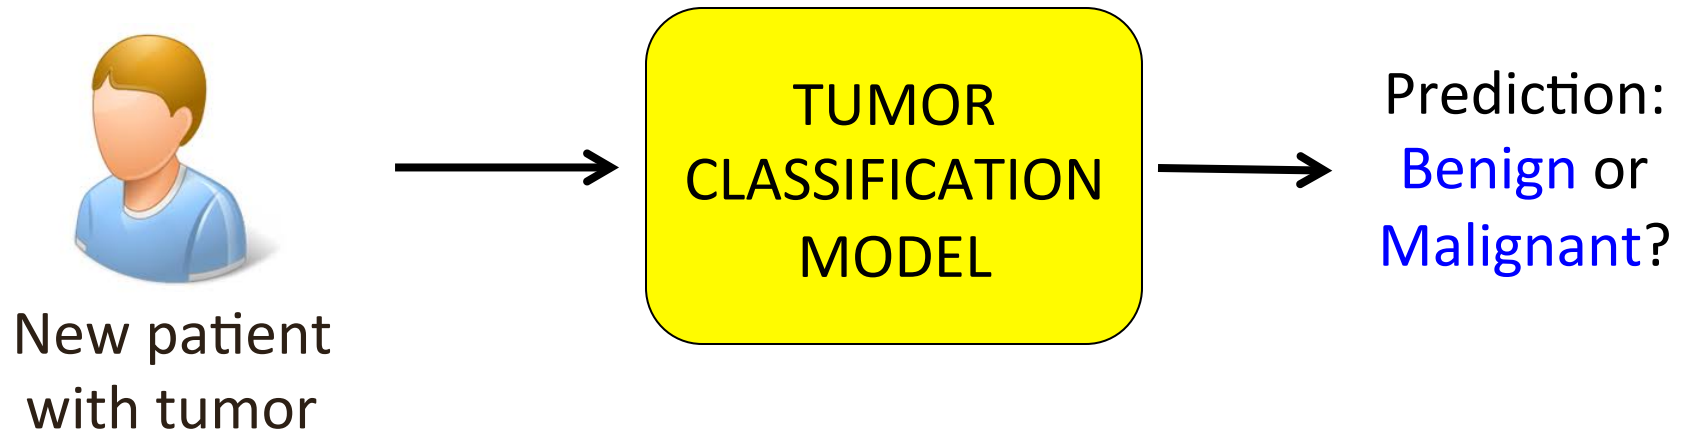 New patient
with tumor
TUMOR
CLASSIFICATION
MODEL
Prediction:
Benign or
Malignant?